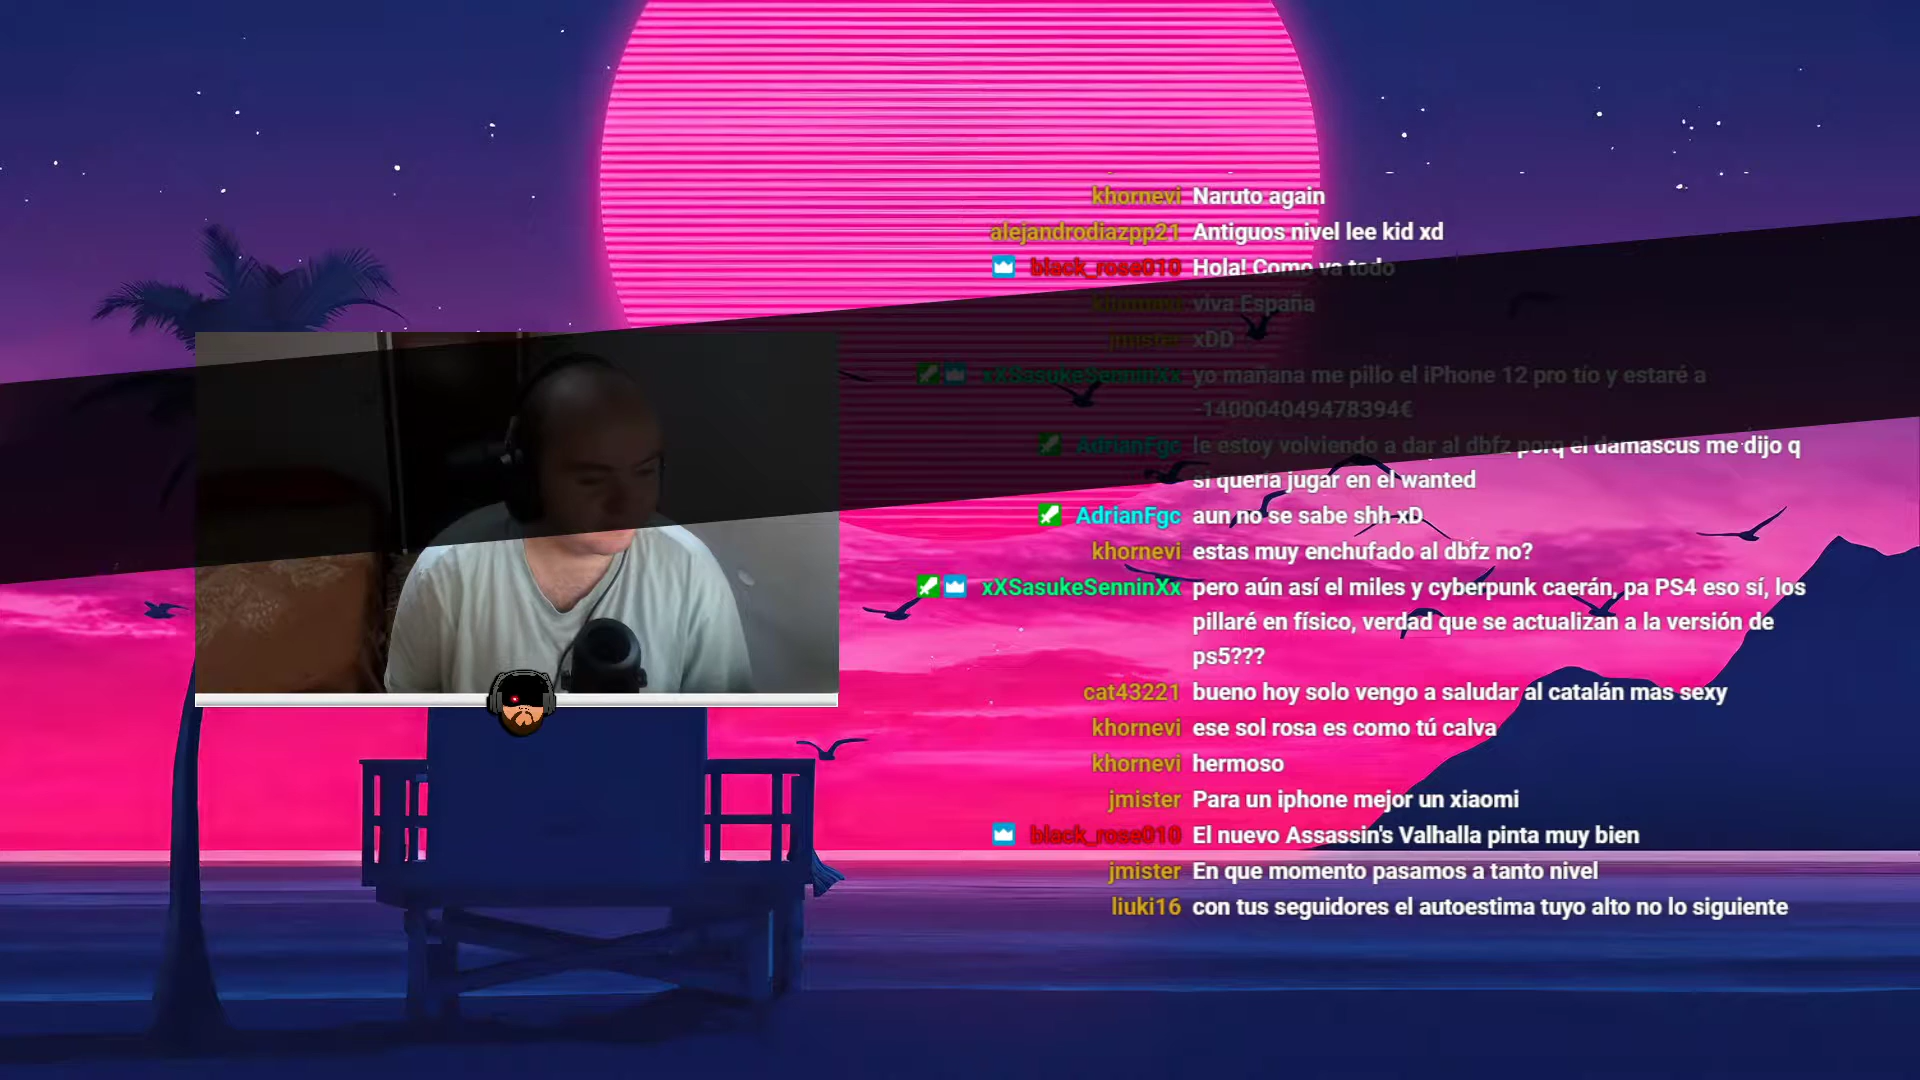 khornevi Naruto again
alejandrodiazpp21 Antiguos nivel lee kid xd
black_rose010 Hola! Como va todo
khornevi viva España
jmister xDD
xXSasukeSenninXx yo mañana me pillo el iPhone 12 pro tío y estaré a
-140004049478394€
AdrianFgc le estoy volviendo a dar al dbfz porq el damascus me dijo q
si quería jugar en el wanted
AdrianFgc aun no se sabe shh xD
khornevi estas muy enchufado al dbfz no?
xXSasukeSenninXx pero aún así el miles y cyberpunk caerán, pa PS4 eso sí, los
pillaré en físico, verdad que se actualizan a la versión de
ps5???
cat43221 bueno hoy solo vengo a saludar al catalán mas sexy
khornevi ese sol rosa es como tú calva
khornevi hermoso
jmister Para un iphone mejor un xiaomi
black_rose010 El nuevo Assassin's Valhalla pinta muy bien
jmister En que momento pasamos a tanto nivel
liuki16 con tus seguidores el autoestima tuyo alto no lo siguiente